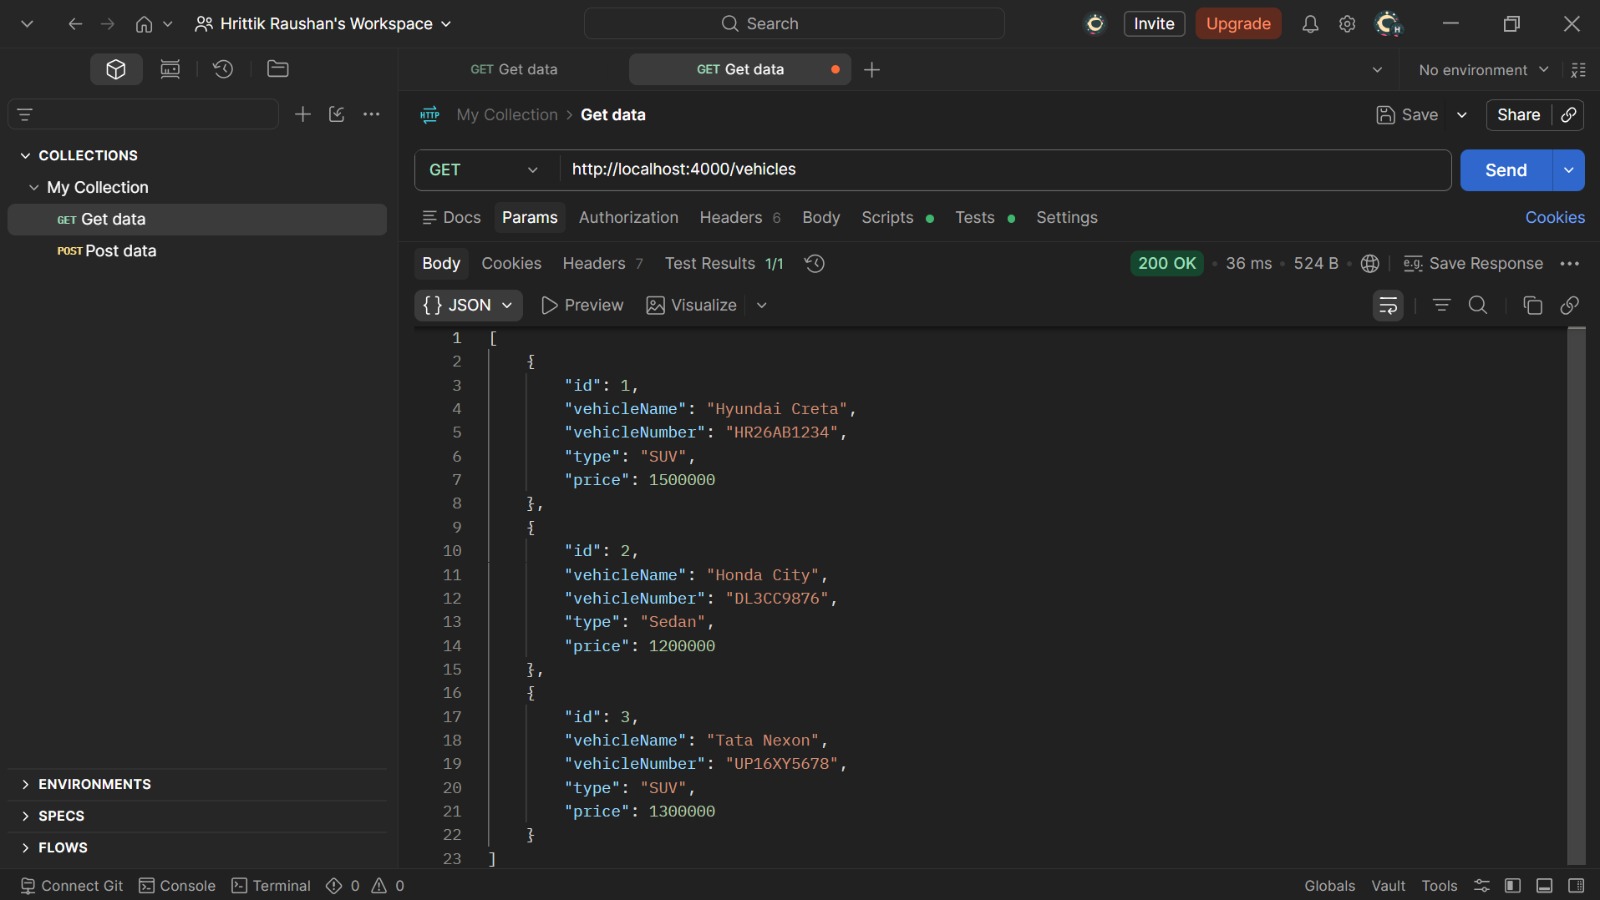 Hrittik Raushan's Workspace
Search
Invite
Upgrade
H
GET Get data
GET Get data
No environment
HTTP My Collection > Get data
Save
Share
GET http://localhost:4000/vehicles
Send
COLLECTIONS
My Collection
GET Get data
POST Post data
Docs Params Authorization Headers 6 Body Scripts Tests Settings
Cookies
Body Cookies Headers 7 Test Results 1/1
200 OK • 36 ms • 524 B
e.g. Save Response
{} JSON Preview Visualize
1 [
2 {
3 "id": 1,
4 "vehicleName": "Hyundai Creta",
5 "vehicleNumber": "HR26AB1234",
6 "type": "SUV",
7 "price": 1500000
8 },
9 {
10 "id": 2,
11 "vehicleName": "Honda City",
12 "vehicleNumber": "DL3CC9876",
13 "type": "Sedan",
14 "price": 1200000
15 },
16 {
17 "id": 3,
18 "vehicleName": "Tata Nexon",
19 "vehicleNumber": "UP16XY5678",
20 "type": "SUV",
21 "price": 1300000
22 }
23 ]
ENVIRONMENTS
SPECS
FLOWS
Connect Git Console Terminal 0 0
Globals Vault Tools